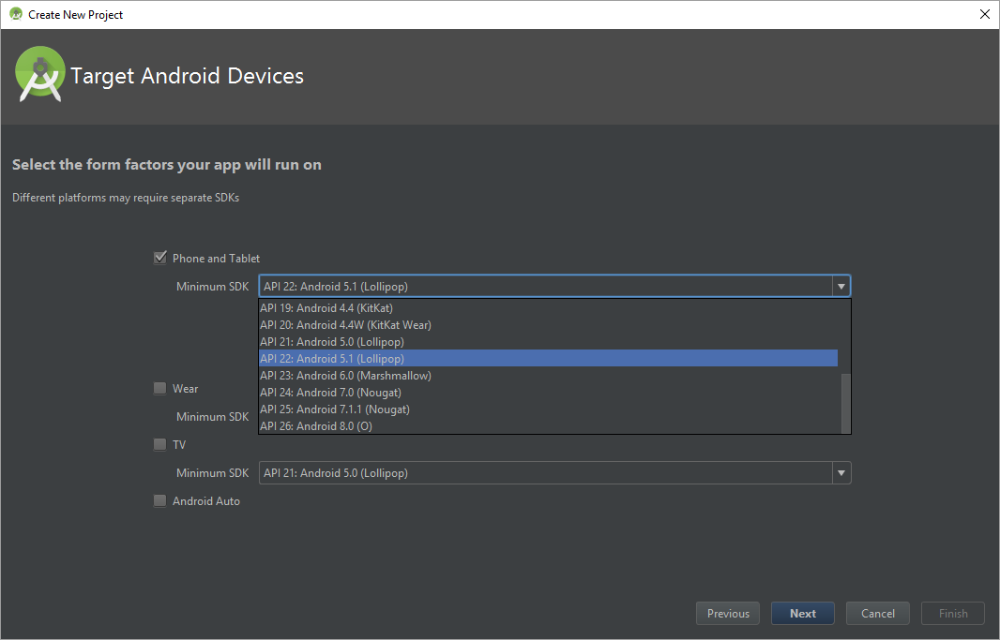 Create New Project
Target Android Devices
Select the form factors your app will run on
Different platforms may require separate SDKs
Phone and Tablet
Minimum SDK API 22: Android 5.1 (Lollipop)
API 19: Android 4.4 (KitKat)
API 20: Android 4.4W (KitKat Wear)
API 21: Android 5.0 (Lollipop)
API 22: Android 5.1 (Lollipop)
API 23: Android 6.0 (Marshmallow)
API 24: Android 7.0 (Nougat)
API 25: Android 7.1.1 (Nougat)
API 26: Android 8.0 (O)
Wear
Minimum SDK
TV
Minimum SDK API 21: Android 5.0 (Lollipop)
Android Auto
Previous Next Cancel Finish